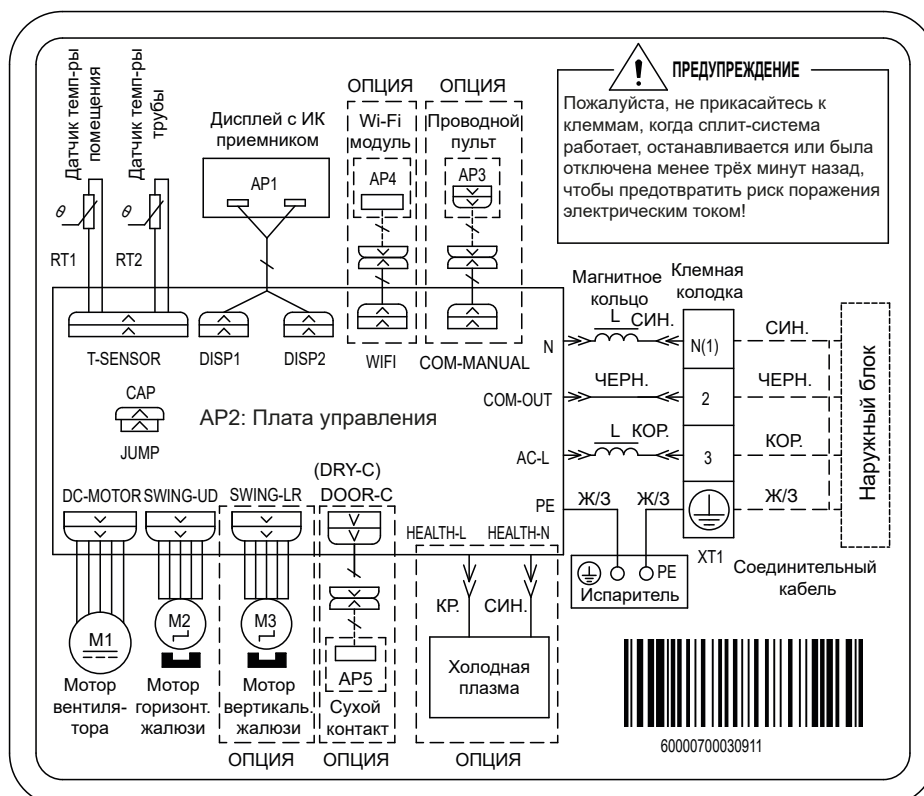 Датчик темп-ры
помещения
Датчик темп-ры
трубы
θ
θ
RT1
RT2
Дисплей с ИК
приемником
AP1
ОПЦИЯ
Wi-Fi
модуль
AP4
ОПЦИЯ
Проводной
пульт
AP3
ПРЕДУПРЕЖДЕНИЕ
Пожалуйста, не прикасайтесь к
клеммам, когда сплит-система
работает, останавливается или была
отключена менее трёх минут назад,
чтобы предотвратить риск поражения
электрическим током!
T-SENSOR
DISP1
DISP2
WIFI
COM-MANUAL
CAP
JUMP
AP2: Плата управления
Магнитное
кольцо
Клемная
колодка
N
L
СИН.
N(1)
СИН.
COM-OUT
ЧЕРН.
2
ЧЕРН.
AC-L
L
КОР.
3
КОР.
PE
Ж/З
Ж/З
Ж/З
XT1
Наружный блок
Соединительный
кабель
PE
Испаритель
DC-MOTOR
SWING-UD
SWING-LR
(DRY-C)
DOOR-C
HEALTH-L
HEALTH-N
M1
Мотор
вентиля-
тора
M2
Мотор
горизонт.
жалюзи
M3
Мотор
вертикаль.
жалюзи
ОПЦИЯ
AP5
Сухой
контакт
ОПЦИЯ
КР.
СИН.
Холодная
плазма
ОПЦИЯ
60000700030911